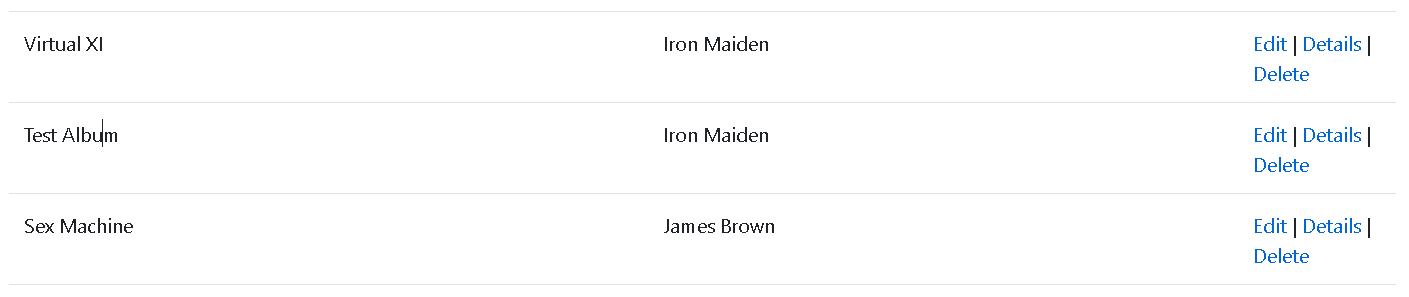 Virtual XI Iron Maiden Edit | Details |
Delete
Test Album Iron Maiden Edit | Details |
Delete
Sex Machine James Brown Edit | Details |
Delete